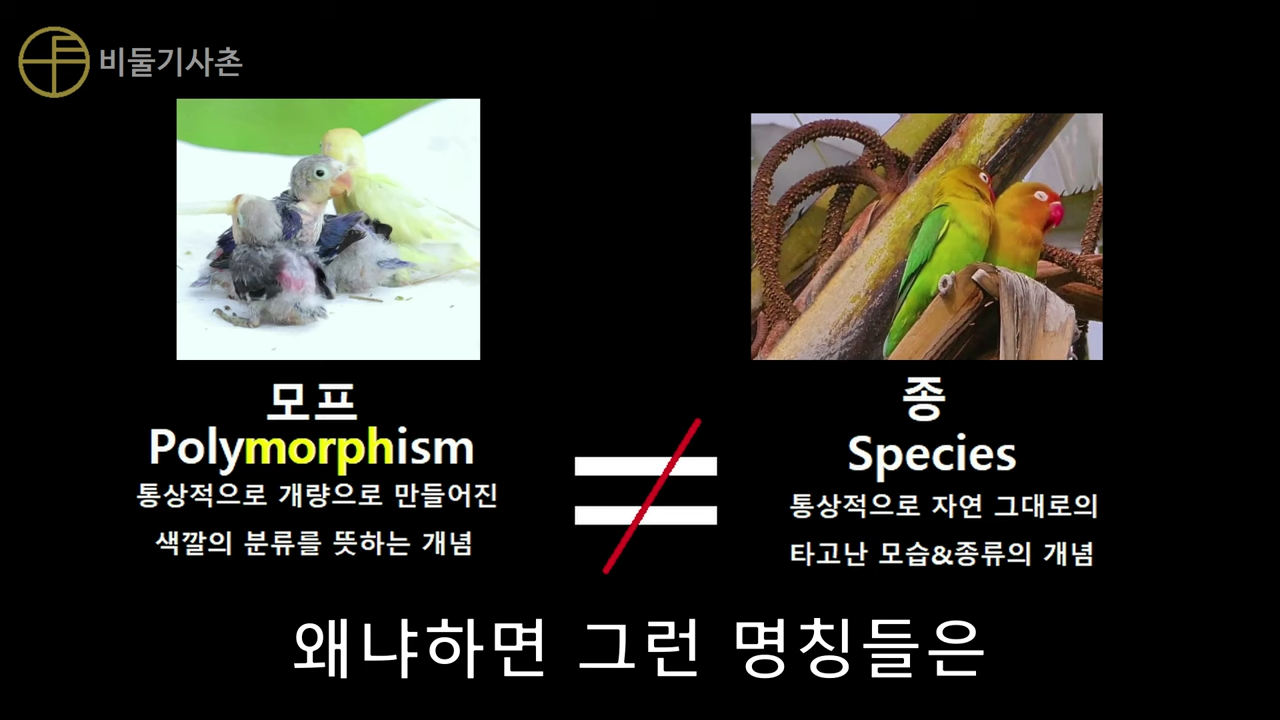 비둘기사촌
모프
Polymorphism
통상적으로 개량으로 만들어진
색깔의 분류를 뜻하는 개념
종
Species
통상적으로 자연 그대로의
타고난 모습&종류의 개념
왜냐하면 그런 명칭들은